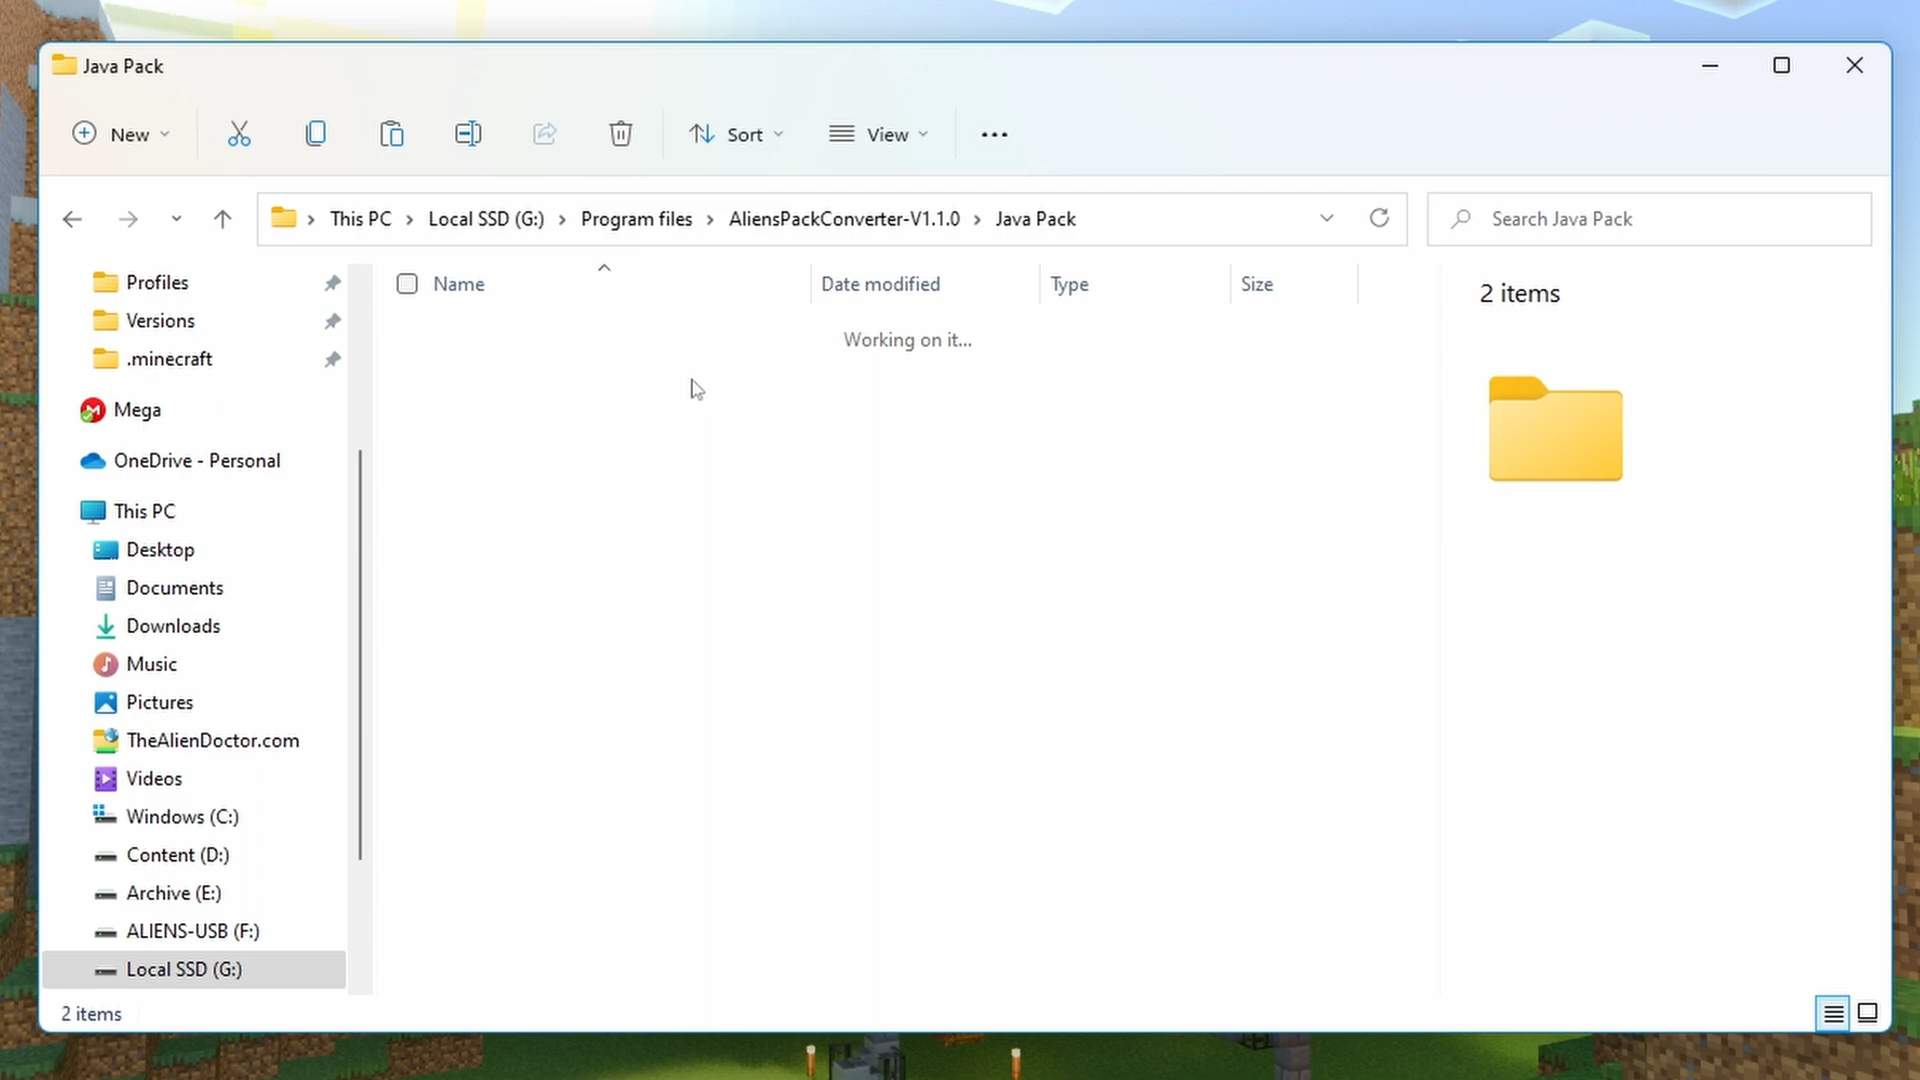 Java Pack
New
Sort
View
This PC
Local SSD (G:)
Program files
AliensPackConverter-V1.1.0
Java Pack
Search Java Pack
Profiles
Versions
.minecraft
Mega
OneDrive - Personal
This PC
Desktop
Documents
Downloads
Music
Pictures
TheAlienDoctor.com
Videos
Windows (C:)
Content (D:)
Archive (E:)
ALIENS-USB (F:)
Local SSD (G:)
Name
Date modified
Type
Size
Working on it...
2 items
2 items